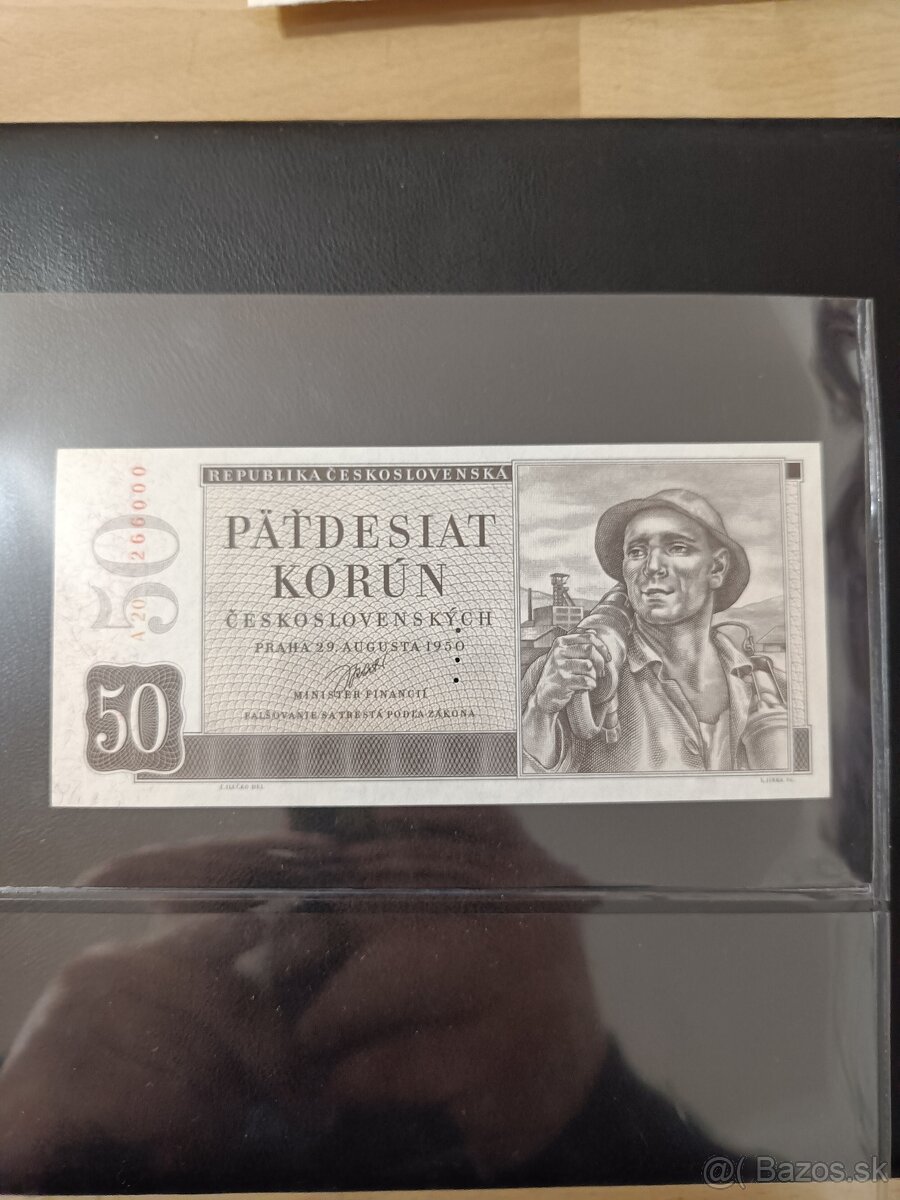 REPUBLIKA ČESKOSLOVENSKÁ
PÄŤDESIAT
KORÚN
ČESKOSLOVENSKÝCH
PRAHA 29. AUGUSTA 1950
MINISTER FINANCIÍ
FALŠOVANIE SA TRESTÁ PODĽA ZÁKONA
50
A 20 266000
50
@( Bazos.sk